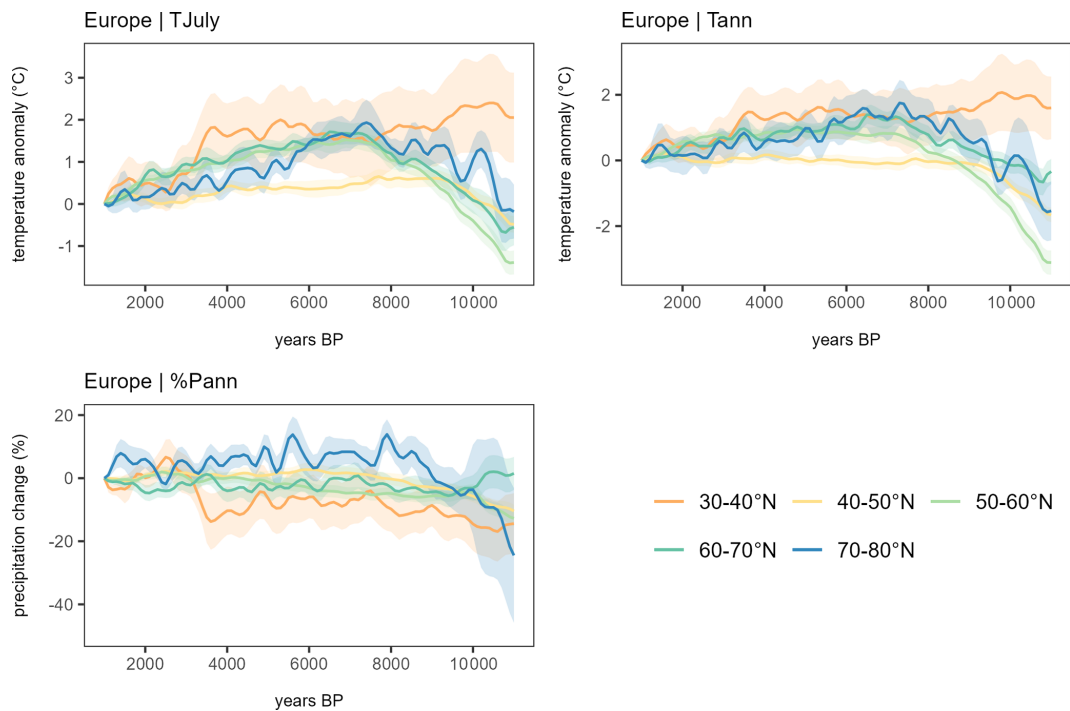 Europe | TJuly
temperature anomaly (°C)
3
2
1
0
-1
2000 4000 6000 8000 10000
years BP
Europe | Tann
temperature anomaly (°C)
2
0
-2
2000 4000 6000 8000 10000
years BP
Europe | %Pann
precipitation change (%)
20
0
-20
-40
2000 4000 6000 8000 10000
years BP
30-40°N 40-50°N 50-60°N
60-70°N 70-80°N